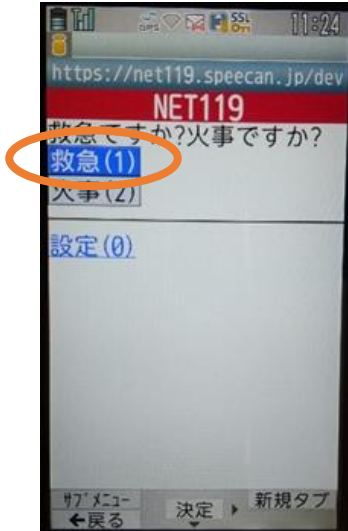 GPS SSL 11:24
https://net119.speecan.jp/dev
NET119
救急ですか?火事ですか?
救急(1)
火事(2)
設定(0)
サブメニュー 決定 新規タブ
←戻る